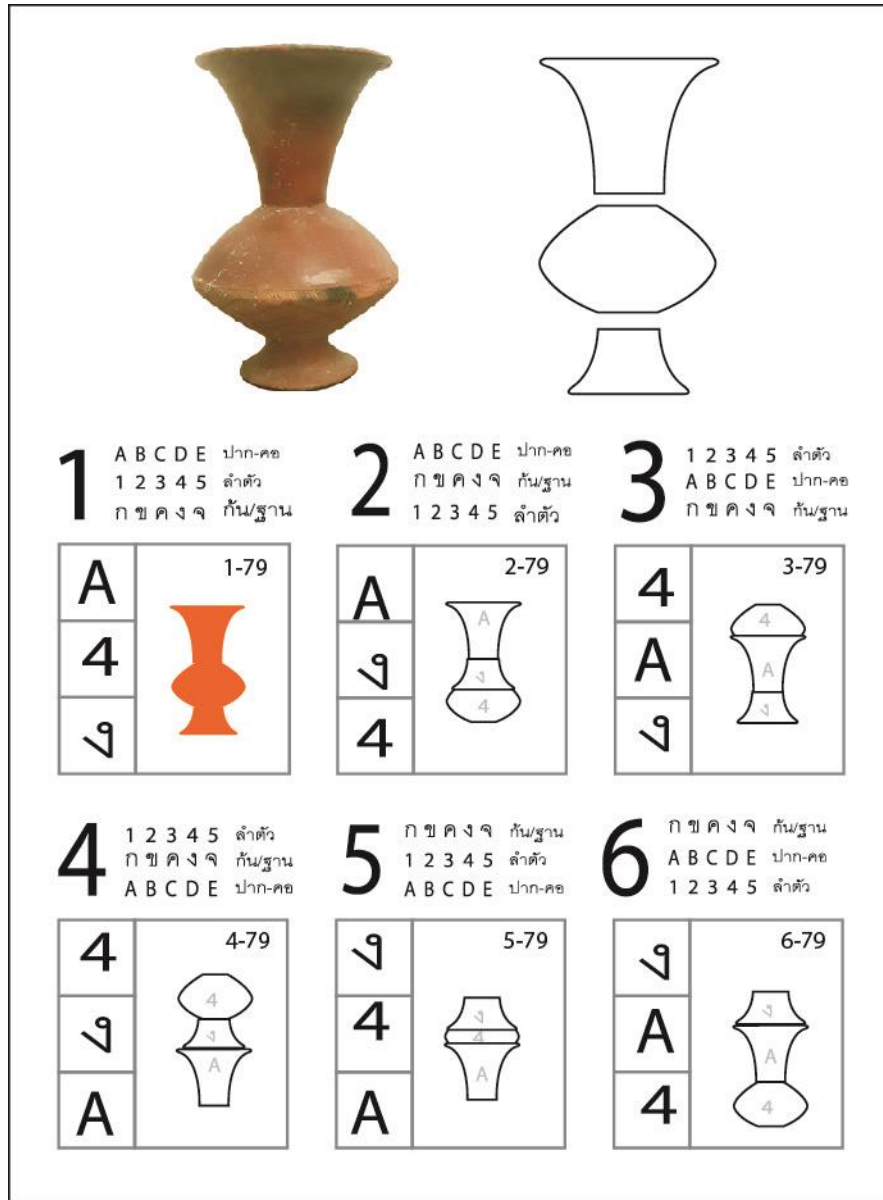 1
A B C D E ปาก-คอ
1 2 3 4 5 ลำตัว
ก ข ค ง จ ก้น/ฐาน
2
A B C D E ปาก-คอ
ก ข ค ง จ ก้น/ฐาน
1 2 3 4 5 ลำตัว
3
1 2 3 4 5 ลำตัว
A B C D E ปาก-คอ
ก ข ค ง จ ก้น/ฐาน
A
4
ง
1-79
A
ง
4
2-79
A
ง
4
4
A
ง
3-79
4
A
ง
4
1 2 3 4 5 ลำตัว
ก ข ค ง จ ก้น/ฐาน
A B C D E ปาก-คอ
5
ก ข ค ง จ ก้น/ฐาน
1 2 3 4 5 ลำตัว
A B C D E ปาก-คอ
6
ก ข ค ง จ ก้น/ฐาน
A B C D E ปาก-คอ
1 2 3 4 5 ลำตัว
4
ง
A
4-79
4
ง
A
ง
4
A
5-79
ง
4
A
ง
A
4
6-79
ง
A
4